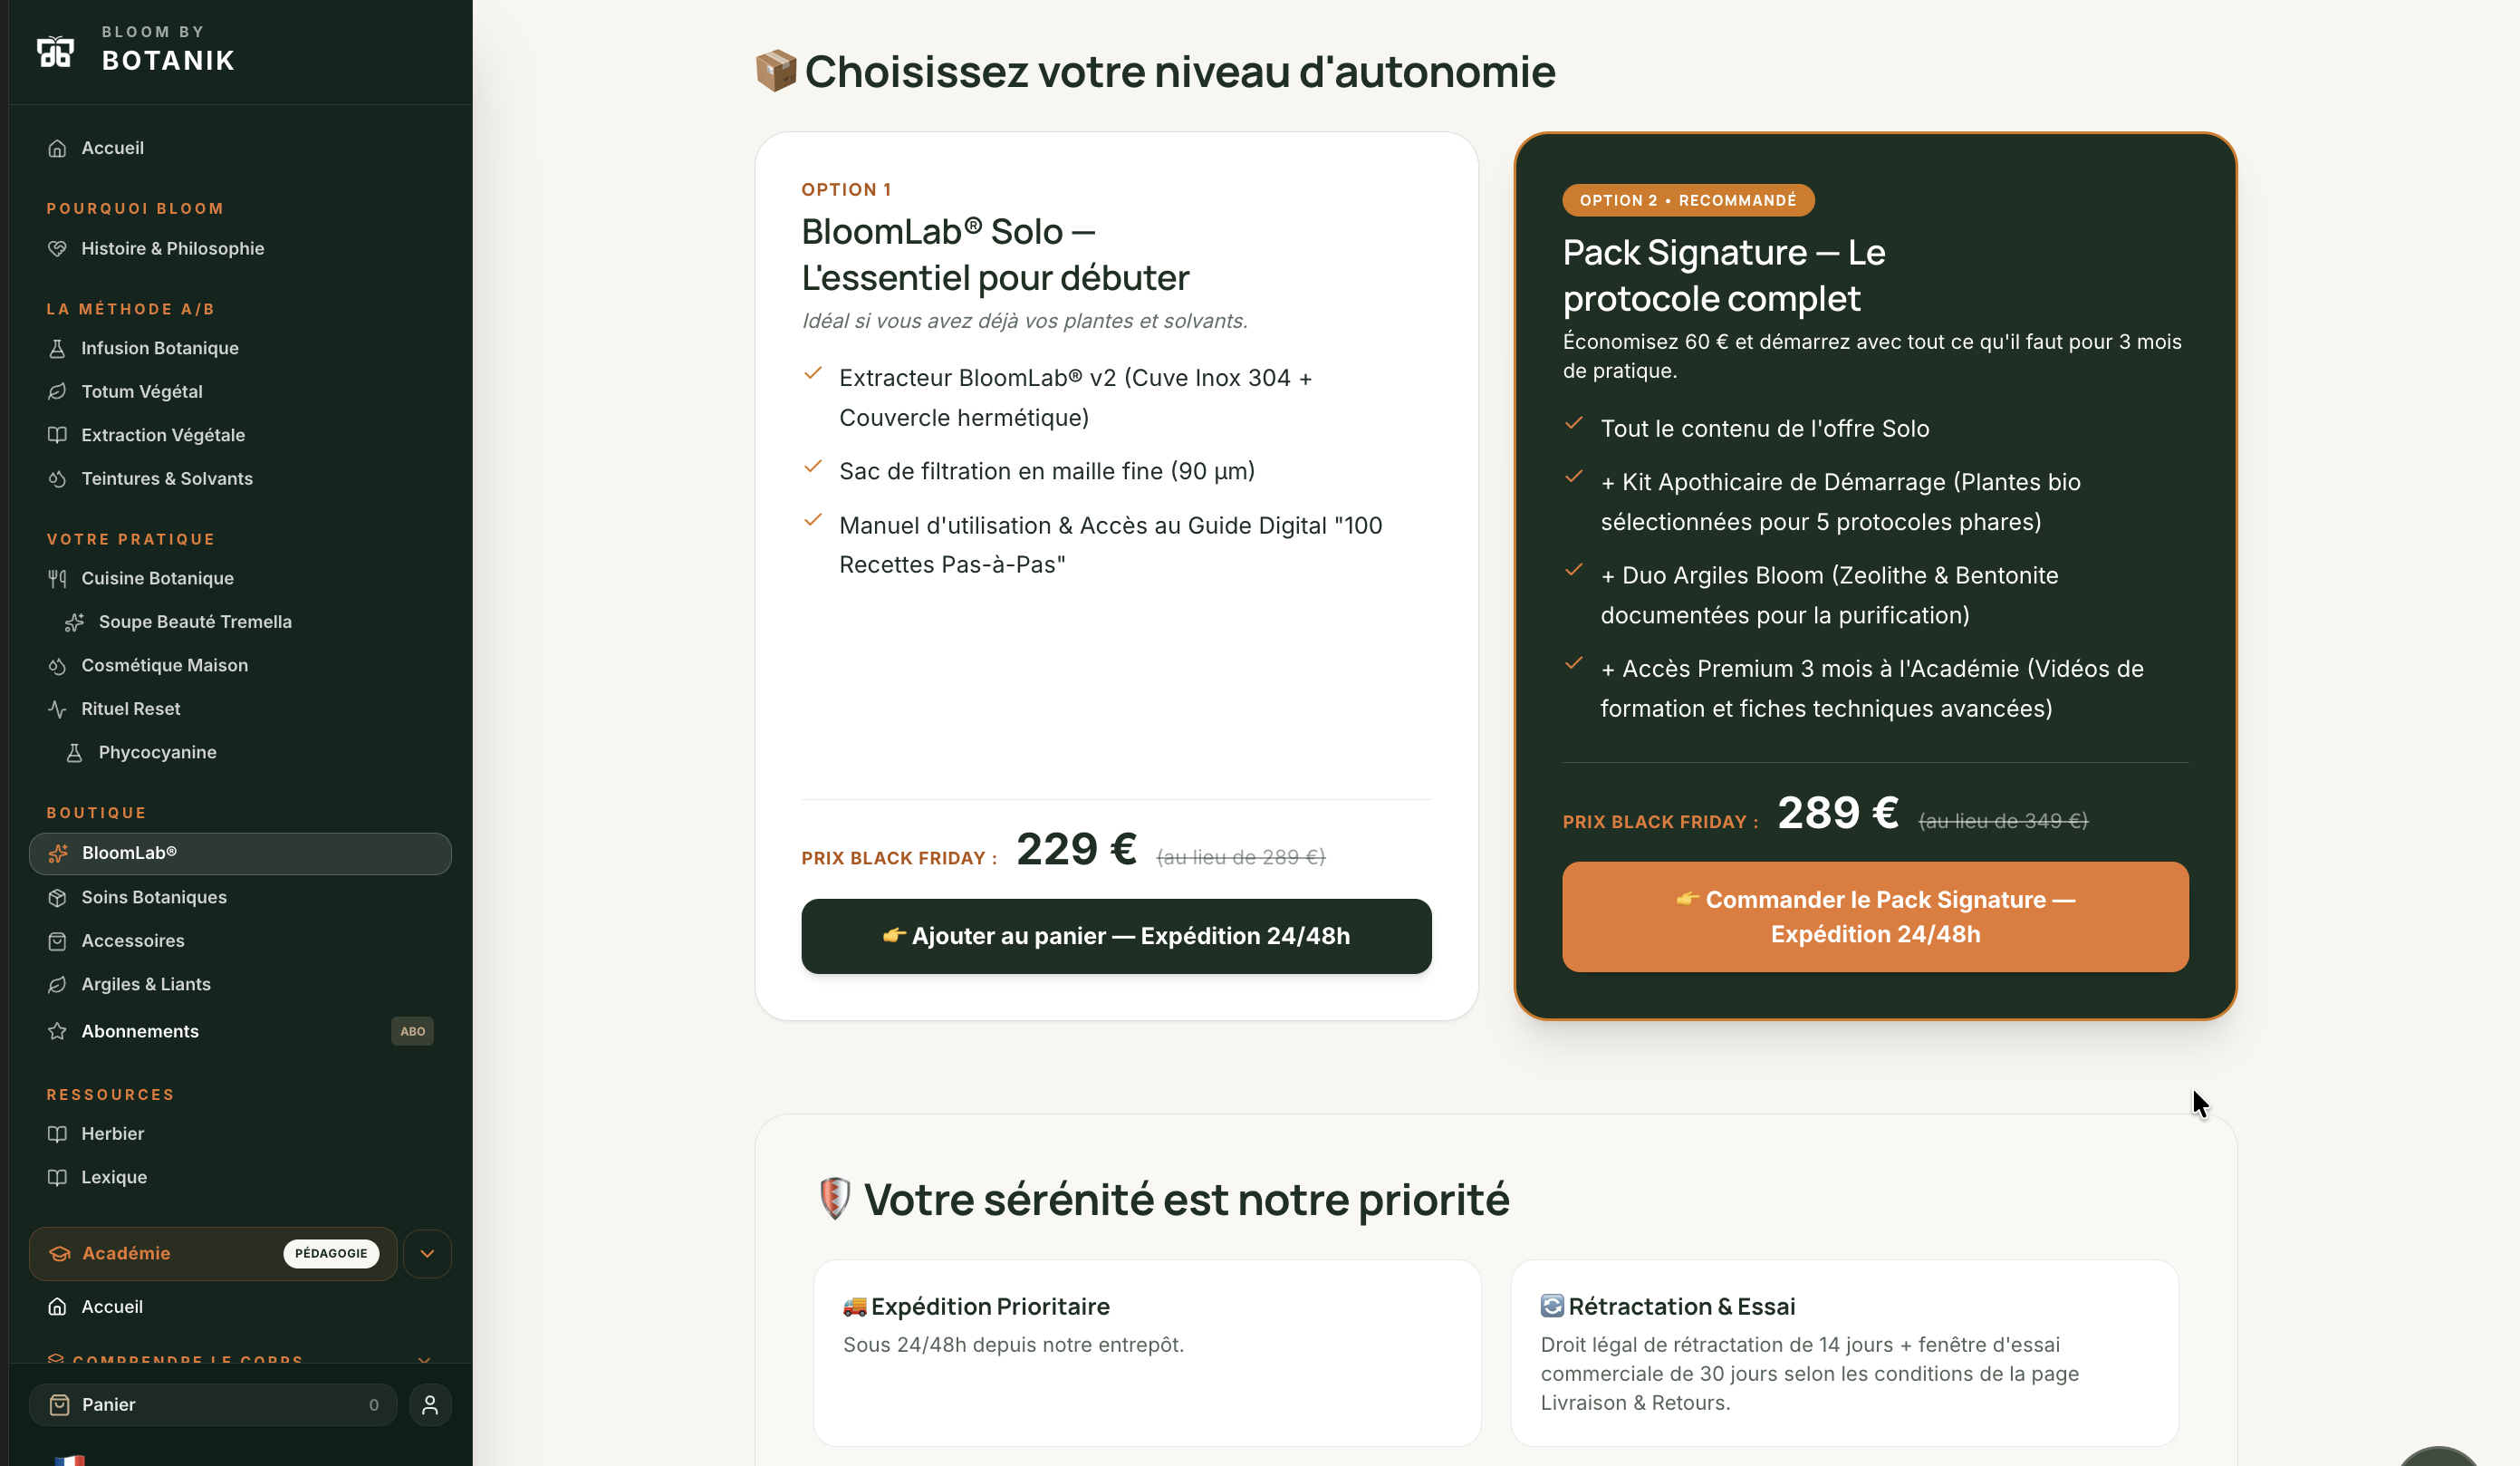 BLOOM BY
BOTANIK
Accueil
POURQUOI BLOOM
Histoire & Philosophie
LA MÉTHODE A/B
Infusion Botanique
Totum Végétal
Extraction Végétale
Teintures & Solvants
VOTRE PRATIQUE
Cuisine Botanique
Soupe Beauté Tremella
Cosmétique Maison
Rituel Reset
Phycocyanine
BOUTIQUE
BloomLab®
Soins Botaniques
Accessoires
Argiles & Liants
Abonnements ABO
RESSOURCES
Herbier
Lexique
Académie PÉDAGOGIE
Accueil
COMPRENDRE LE CORPS
Panier 0
📦 Choisissez votre niveau d'autonomie
OPTION 1
BloomLab® Solo —
L'essentiel pour débuter
Idéal si vous avez déjà vos plantes et solvants.
Extracteur BloomLab® v2 (Cuve Inox 304 +
Couvercle hermétique)
Sac de filtration en maille fine (90 µm)
Manuel d'utilisation & Accès au Guide Digital "100
Recettes Pas-à-Pas"
PRIX BLACK FRIDAY : 229 € (au lieu de 289 €)
👉 Ajouter au panier — Expédition 24/48h
OPTION 2 • RECOMMANDÉ
Pack Signature — Le
protocole complet
Économisez 60 € et démarrez avec tout ce qu'il faut pour 3 mois
de pratique.
Tout le contenu de l'offre Solo
+ Kit Apothicaire de Démarrage (Plantes bio
sélectionnées pour 5 protocoles phares)
+ Duo Argiles Bloom (Zeolithe & Bentonite
documentées pour la purification)
+ Accès Premium 3 mois à l'Académie (Vidéos de
formation et fiches techniques avancées)
PRIX BLACK FRIDAY : 289 € (au lieu de 349 €)
👉 Commander le Pack Signature —
Expédition 24/48h
🛡️ Votre sérénité est notre priorité
🚚 Expédition Prioritaire
Sous 24/48h depuis notre entrepôt.
🔄 Rétractation & Essai
Droit légal de rétractation de 14 jours + fenêtre d'essai
commerciale de 30 jours selon les conditions de la page
Livraison & Retours.